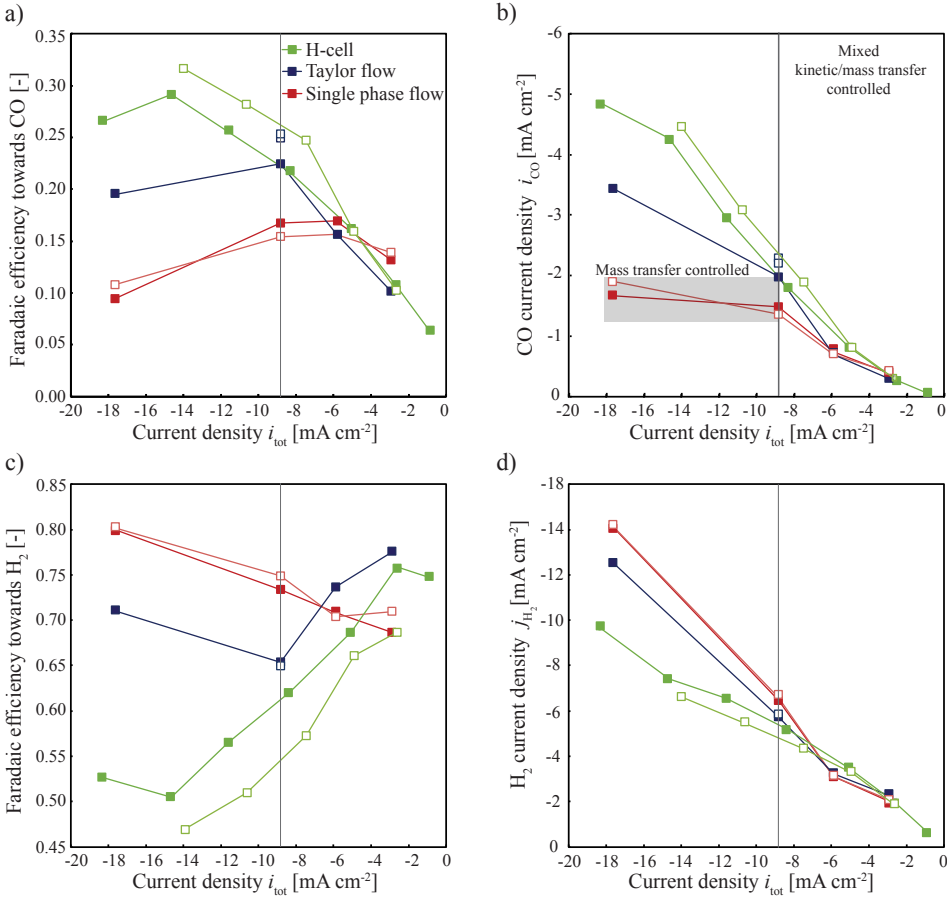 a)
Faradaic efficiency towards CO [-]
0.35
0.30
0.25
0.20
0.15
0.10
0.05
0.00
H-cell
Taylor flow
Single phase flow
-20 -18 -16 -14 -12 -10 -8 -6 -4 -2 0
Current density i_tot [mA cm⁻²]
b)
CO current density i_CO [mA cm⁻²]
-6
-5
-4
-3
-2
-1
0
Mixed
kinetic/mass transfer
controlled
Mass transfer controlled
-20 -18 -16 -14 -12 -10 -8 -6 -4 -2 0
Current density i_tot [mA cm⁻²]
c)
Faradaic efficiency towards H₂ [-]
0.85
0.80
0.75
0.70
0.65
0.60
0.55
0.50
0.45
-20 -18 -16 -14 -12 -10 -8 -6 -4 -2 0
Current density i_tot [mA cm⁻²]
d)
H₂ current density j_H₂ [mA cm⁻²]
-18
-14
-12
-10
-8
-6
-4
-2
0
-20 -18 -16 -14 -12 -10 -8 -6 -4 -2 0
Current density i_tot [mA cm⁻²]